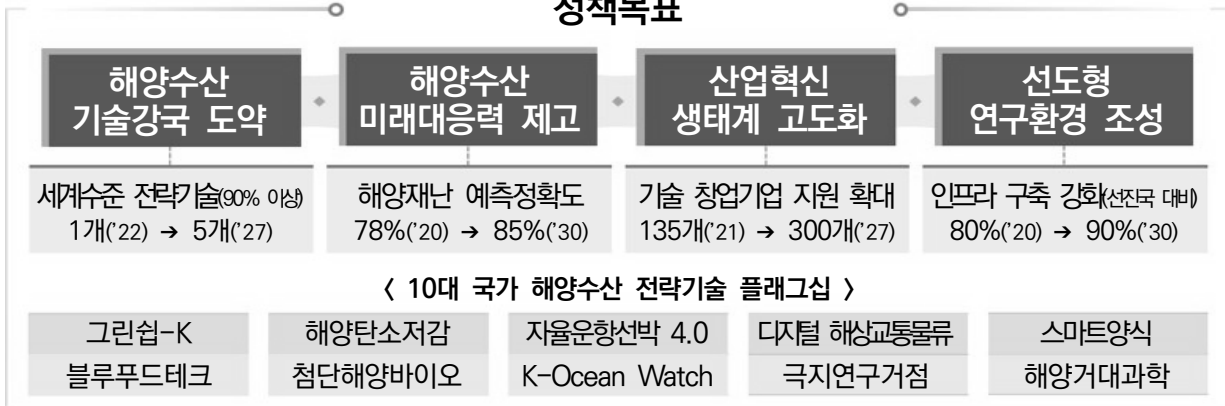 정책목표
해양수산
기술강국 도약
해양수산
미래대응력 제고
산업혁신
생태계 고도화
선도형
연구환경 조성
세계수준 전략기술(90% 이상)
1개('22) → 5개('27)
해양재난 예측정확도
78%('20) → 85%('30)
기술 창업기업 지원 확대
135개('21) → 300개('27)
인프라 구축 강화(선진국 대비)
80%('20) → 90%('30)
〈 10대 국가 해양수산 전략기술 플래그십 〉
그린쉽-K
해양탄소저감
자율운항선박 4.0
디지털 해상교통물류
스마트양식
블루푸드테크
첨단해양바이오
K-Ocean Watch
극지연구거점
해양거대과학